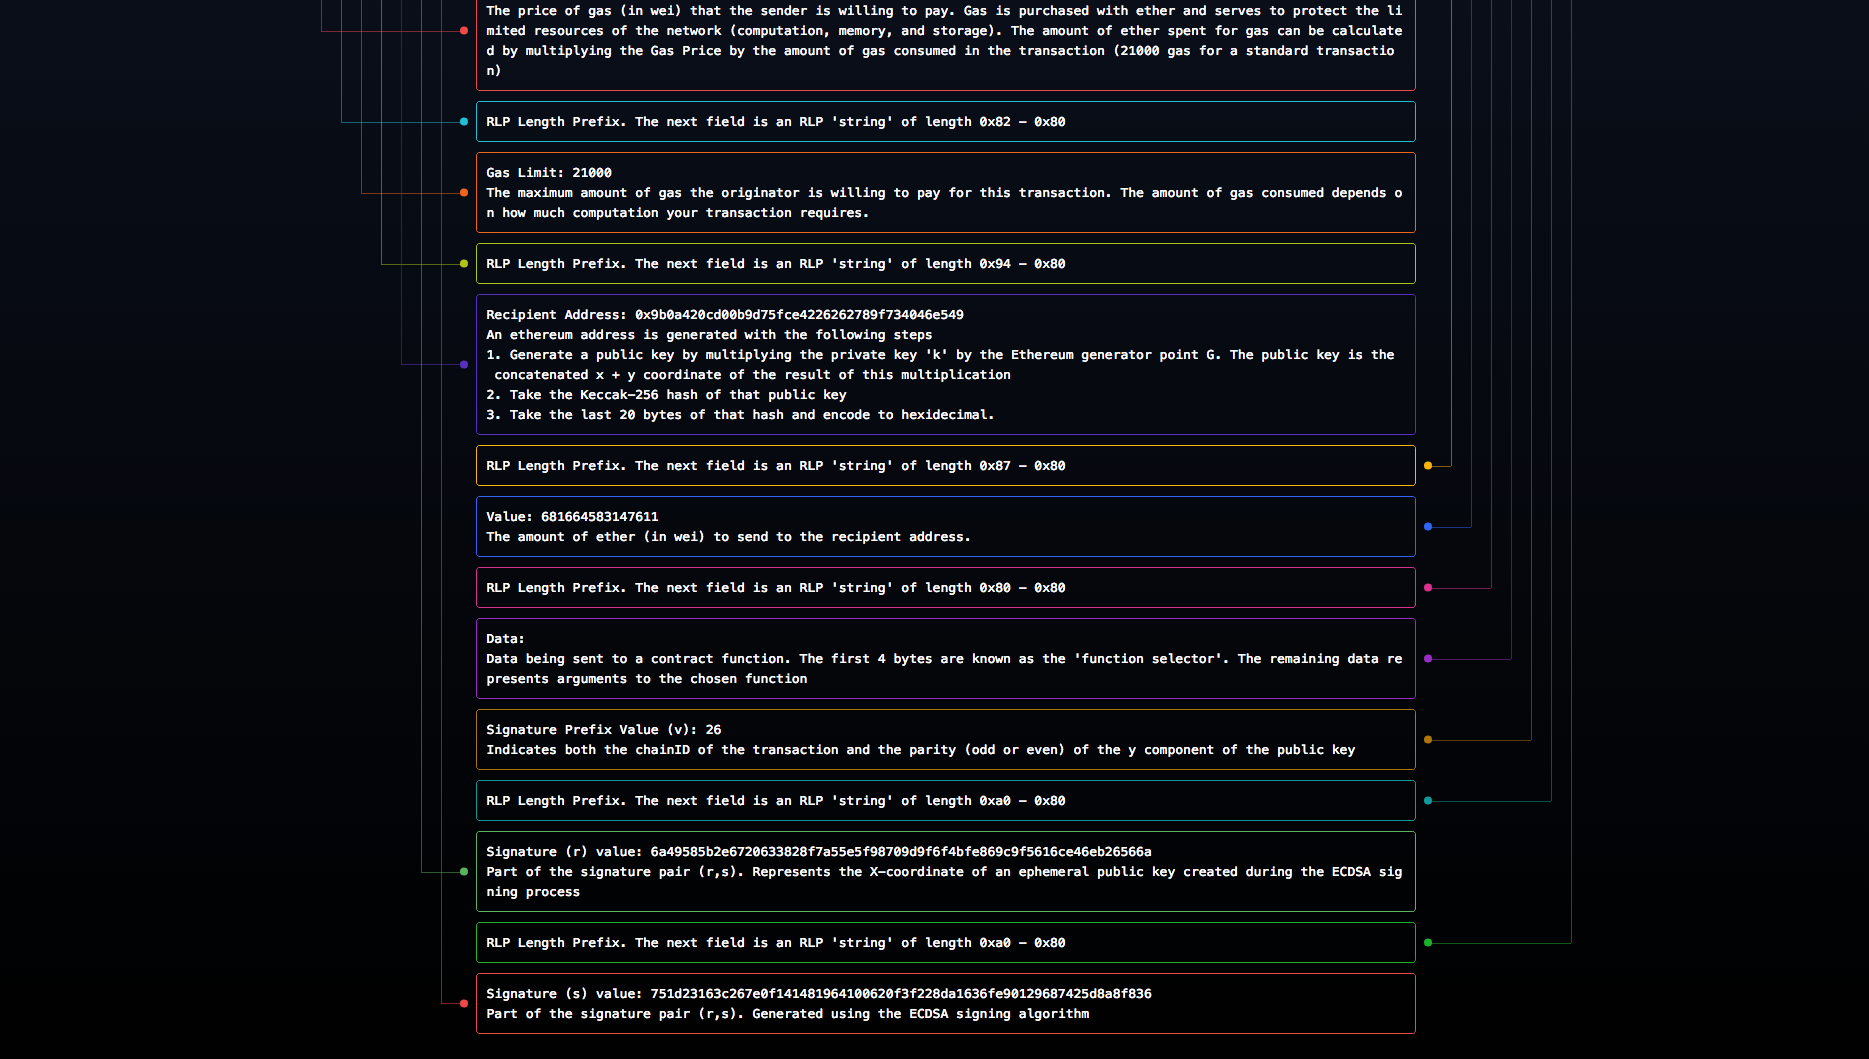 The price of gas (in wei) that the sender is willing to pay. Gas is purchased with ether and serves to protect the li
mited resources of the network (computation, memory, and storage). The amount of ether spent for gas can be calculate
d by multiplying the Gas Price by the amount of gas consumed in the transaction (21000 gas for a standard transactio
n)
RLP Length Prefix. The next field is an RLP 'string' of length 0x82 – 0x80
Gas Limit: 21000
The maximum amount of gas the originator is willing to pay for this transaction. The amount of gas consumed depends o
n how much computation your transaction requires.
RLP Length Prefix. The next field is an RLP 'string' of length 0x94 – 0x80
Recipient Address: 0x9b0a420cd00b9d75fce4226262789f734046e549
An ethereum address is generated with the following steps
1. Generate a public key by multiplying the private key 'k' by the Ethereum generator point G. The public key is the
concatenated x + y coordinate of the result of this multiplication
2. Take the Keccak–256 hash of that public key
3. Take the last 20 bytes of that hash and encode to hexidecimal.
RLP Length Prefix. The next field is an RLP 'string' of length 0x87 – 0x80
Value: 681664583147611
The amount of ether (in wei) to send to the recipient address.
RLP Length Prefix. The next field is an RLP 'string' of length 0x80 – 0x80
Data:
Data being sent to a contract function. The first 4 bytes are known as the 'function selector'. The remaining data re
presents arguments to the chosen function
Signature Prefix Value (v): 26
Indicates both the chainID of the transaction and the parity (odd or even) of the y component of the public key
RLP Length Prefix. The next field is an RLP 'string' of length 0xa0 – 0x80
Signature (r) value: 6a49585b2e6720633828f7a55e5f98709d9f6f4bfe869c9f5616ce46eb26566a
Part of the signature pair (r,s). Represents the X–coordinate of an ephemeral public key created during the ECDSA sig
ning process
RLP Length Prefix. The next field is an RLP 'string' of length 0xa0 – 0x80
Signature (s) value: 751d23163c267e0f141481964100620f3f228da1636fe90129687425d8a8f836
Part of the signature pair (r,s). Generated using the ECDSA signing algorithm